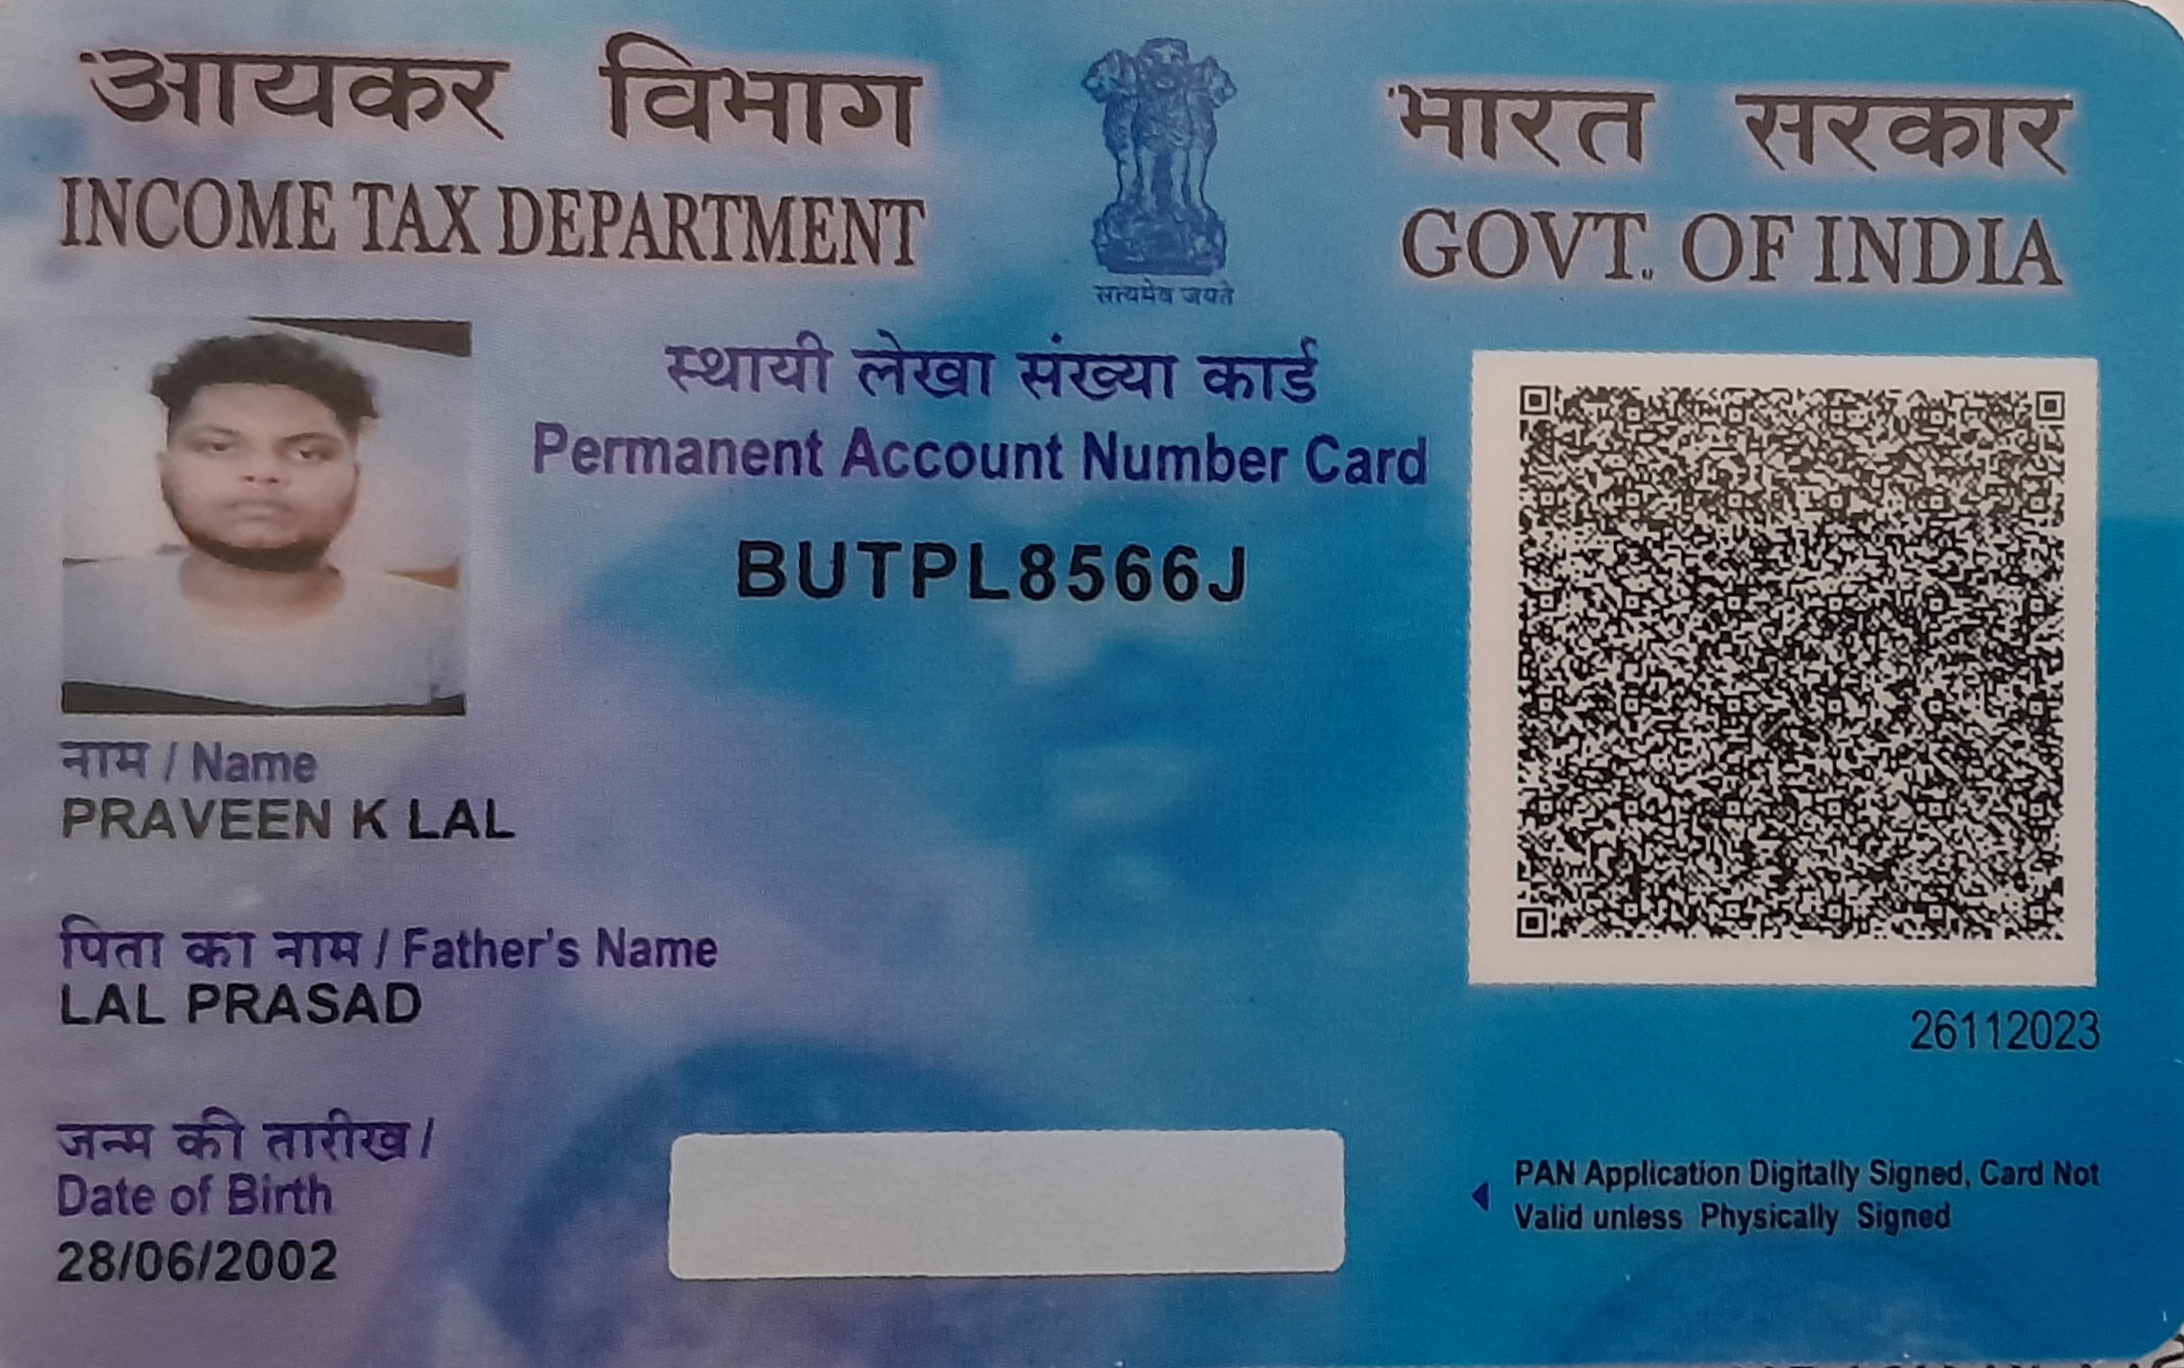 आयकर विभाग
INCOME TAX DEPARTMENT
सत्यमेव जयते
भारत सरकार
GOVT. OF INDIA
स्थायी लेखा संख्या कार्ड
Permanent Account Number Card
BUTPL8566J
नाम / Name
PRAVEEN K LAL
पिता का नाम / Father's Name
LAL PRASAD
जन्म की तारीख /
Date of Birth
28/06/2002
26112023
PAN Application Digitally Signed, Card Not
Valid unless Physically Signed